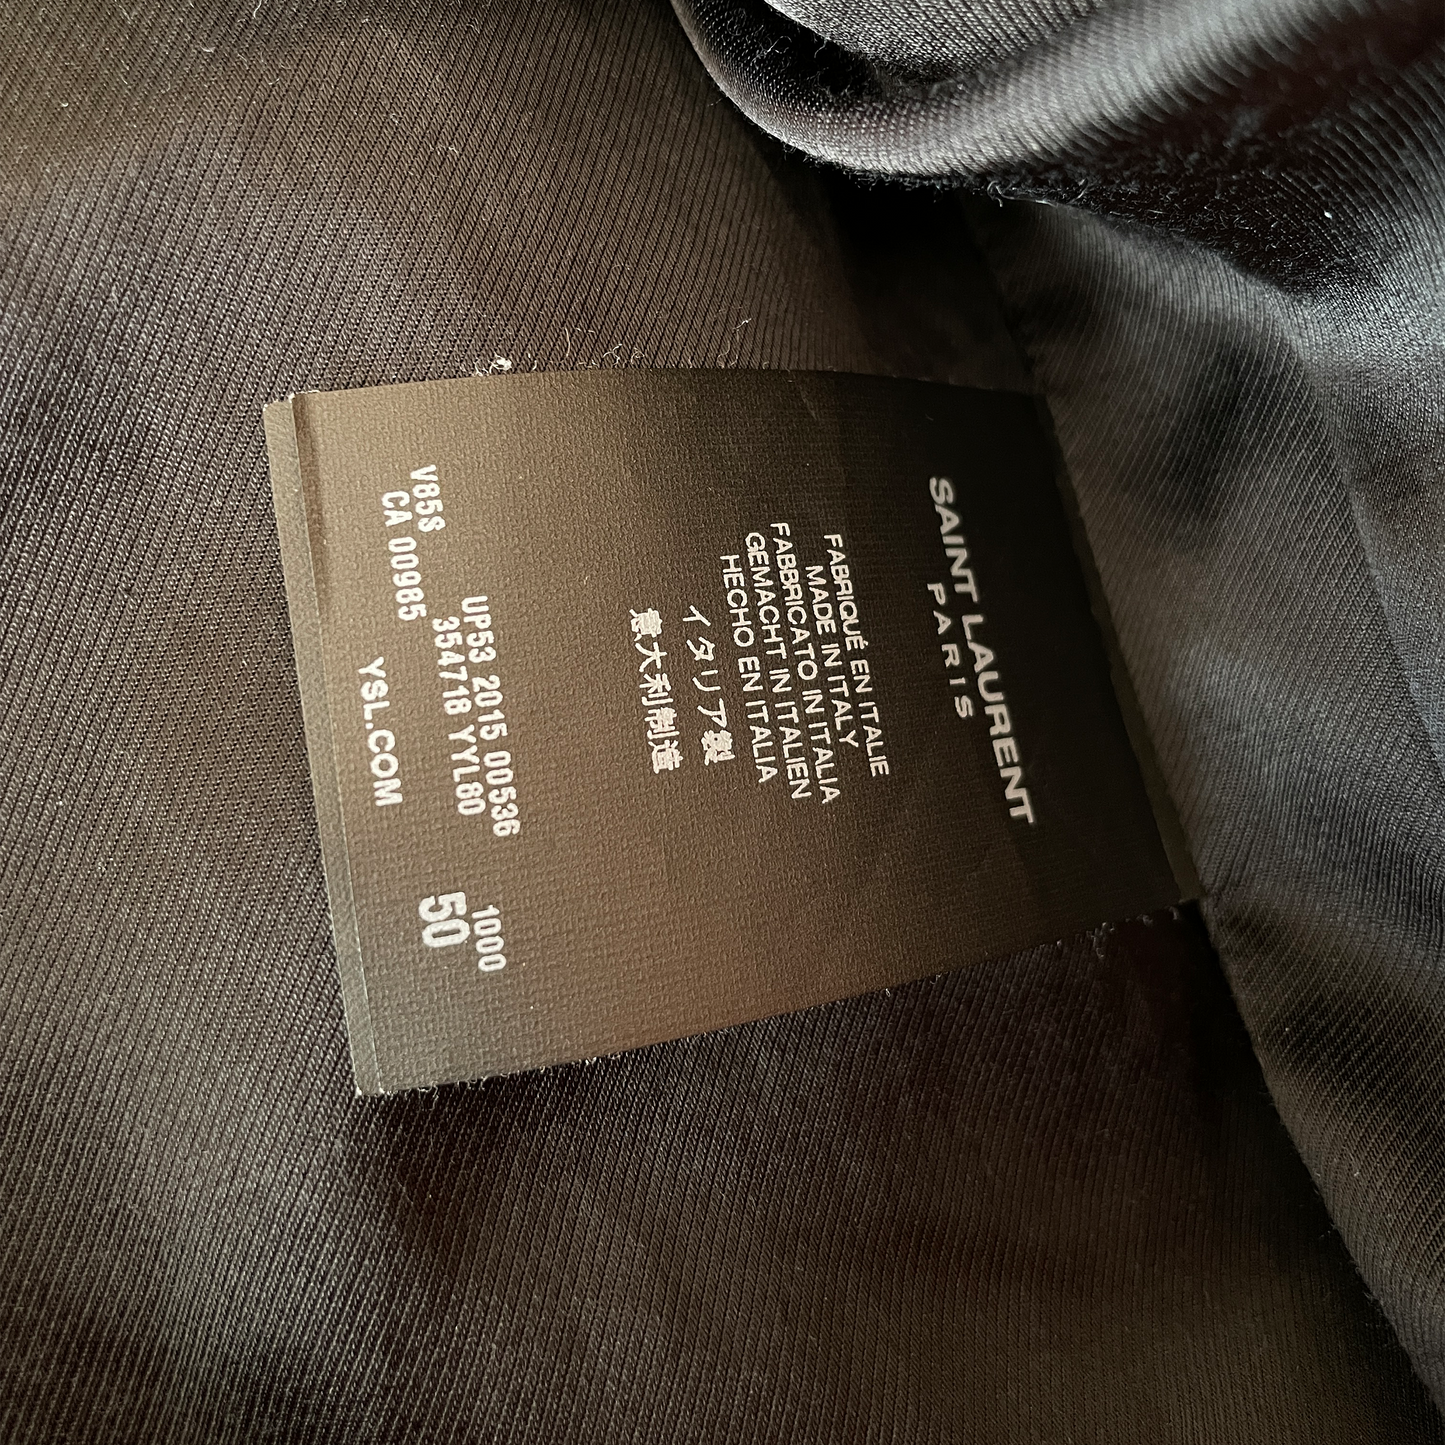 SAINT LAURENT
PARIS
FABRIQUÉ EN ITALIE
MADE IN ITALY
FABBRICATO IN ITALIA
GEMACHT IN ITALIEN
HECHO EN ITALIA
イタリア製
意大利制造
UP53 2015 00536 1000
V85S 354718 YYL80 50
CA 00985
YSL.COM